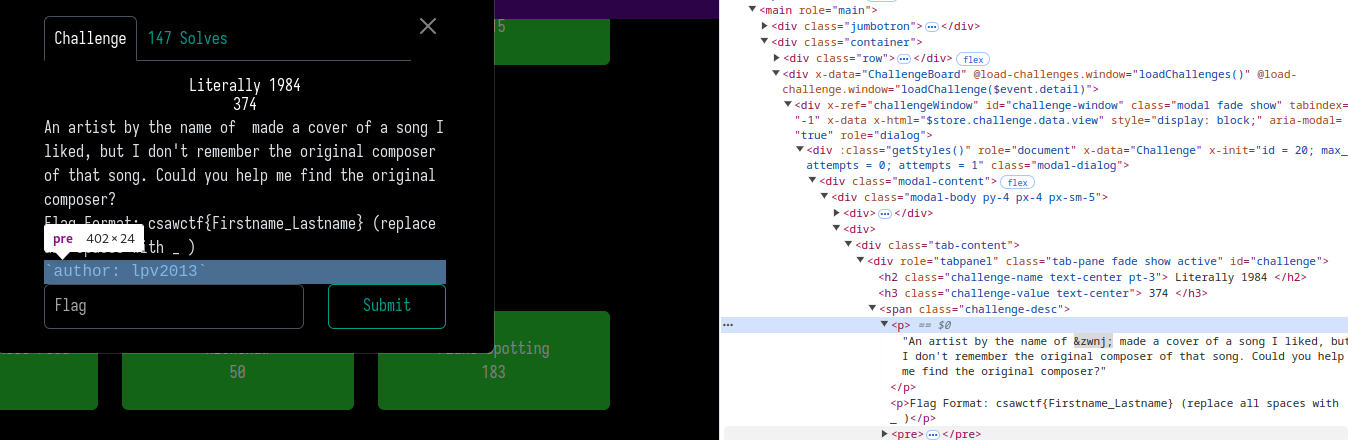 Challenge
147 Solves
Literally 1984
374
An artist by the name of  made a cover of a song I
liked, but I don't remember the original composer
of that song. Could you help me find the original
composer?
Flag Format: csawctf{Firstname_Lastname} (replace
with _ )
pre 402 × 24
`author: lpv2013`
Flag
Submit
50
183
<main role="main">
<div class="jumbotron"> ⋯ </div>
<div class="container">
<div class="row"> ⋯ </div> flex
<div x-data="ChallengeBoard" @load-challenges.window="loadChallenges()" @load-
challenge.window="loadChallenge($event.detail)">
<div x-ref="challengeWindow" id="challenge-window" class="modal fade show" tabindex=
"-1" x-data x-html="$store.challenge.data.view" style="display: block;" aria-modal=
"true" role="dialog">
<div :class="getStyles()" role="document" x-data="Challenge" x-init="id = 20; max_
attempts = 0; attempts = 1" class="modal-dialog">
<div class="modal-content"> flex
<div class="modal-body py-4 px-4 px-sm-5">
<div> ⋯ </div>
<div>
<div class="tab-content">
<div role="tabpanel" class="tab-pane fade show active" id="challenge">
<h2 class="challenge-name text-center pt-3"> Literally 1984 </h2>
<h3 class="challenge-value text-center"> 374 </h3>
<span class="challenge-desc">
⋯ <p> == $0
"An artist by the name of &zwnj; made a cover of a song I liked, but
I don't remember the original composer of that song. Could you help
me find the original composer?"
</p>
<p>Flag Format: csawctf{Firstname_Lastname} (replace all spaces with
_ )</p>
<pre> ⋯ </pre>